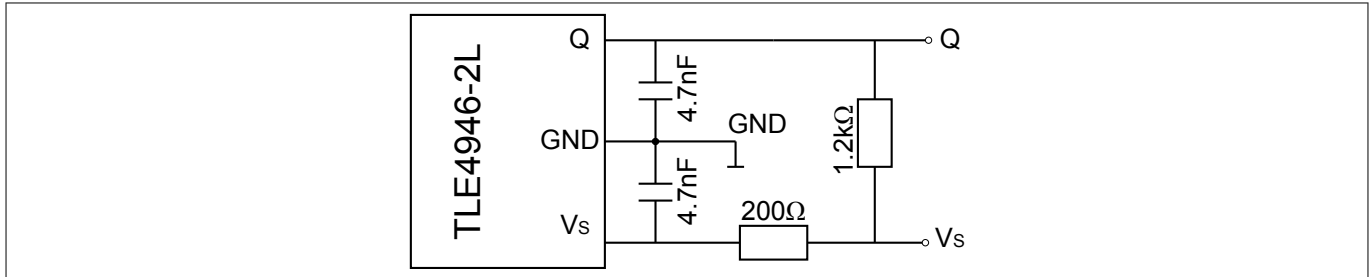 TLE4946-2L
Q
Q
4.7nF
GND
GND
1.2kΩ
4.7nF
200Ω
Vs
Vs